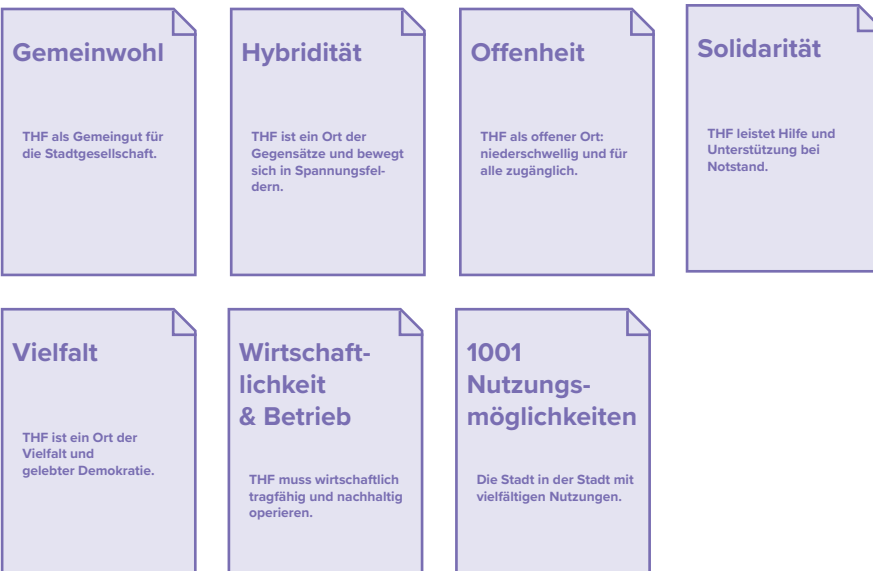 Gemeinwohl
THF als Gemeingut für
die Stadtgesellschaft.
Hybridität
THF ist ein Ort der
Gegensätze und bewegt
sich in Spannungsfel-
dern.
Offenheit
THF als offener Ort:
niederschwellig und für
alle zugänglich.
Solidarität
THF leistet Hilfe und
Unterstützung bei
Notstand.
Vielfalt
THF ist ein Ort der
Vielfalt und
gelebter Demokratie.
Wirtschaft-
lichkeit
& Betrieb
THF muss wirtschaftlich
tragfähig und nachhaltig
operieren.
1001
Nutzungs-
möglichkeiten
Die Stadt in der Stadt mit
vielfältigen Nutzungen.